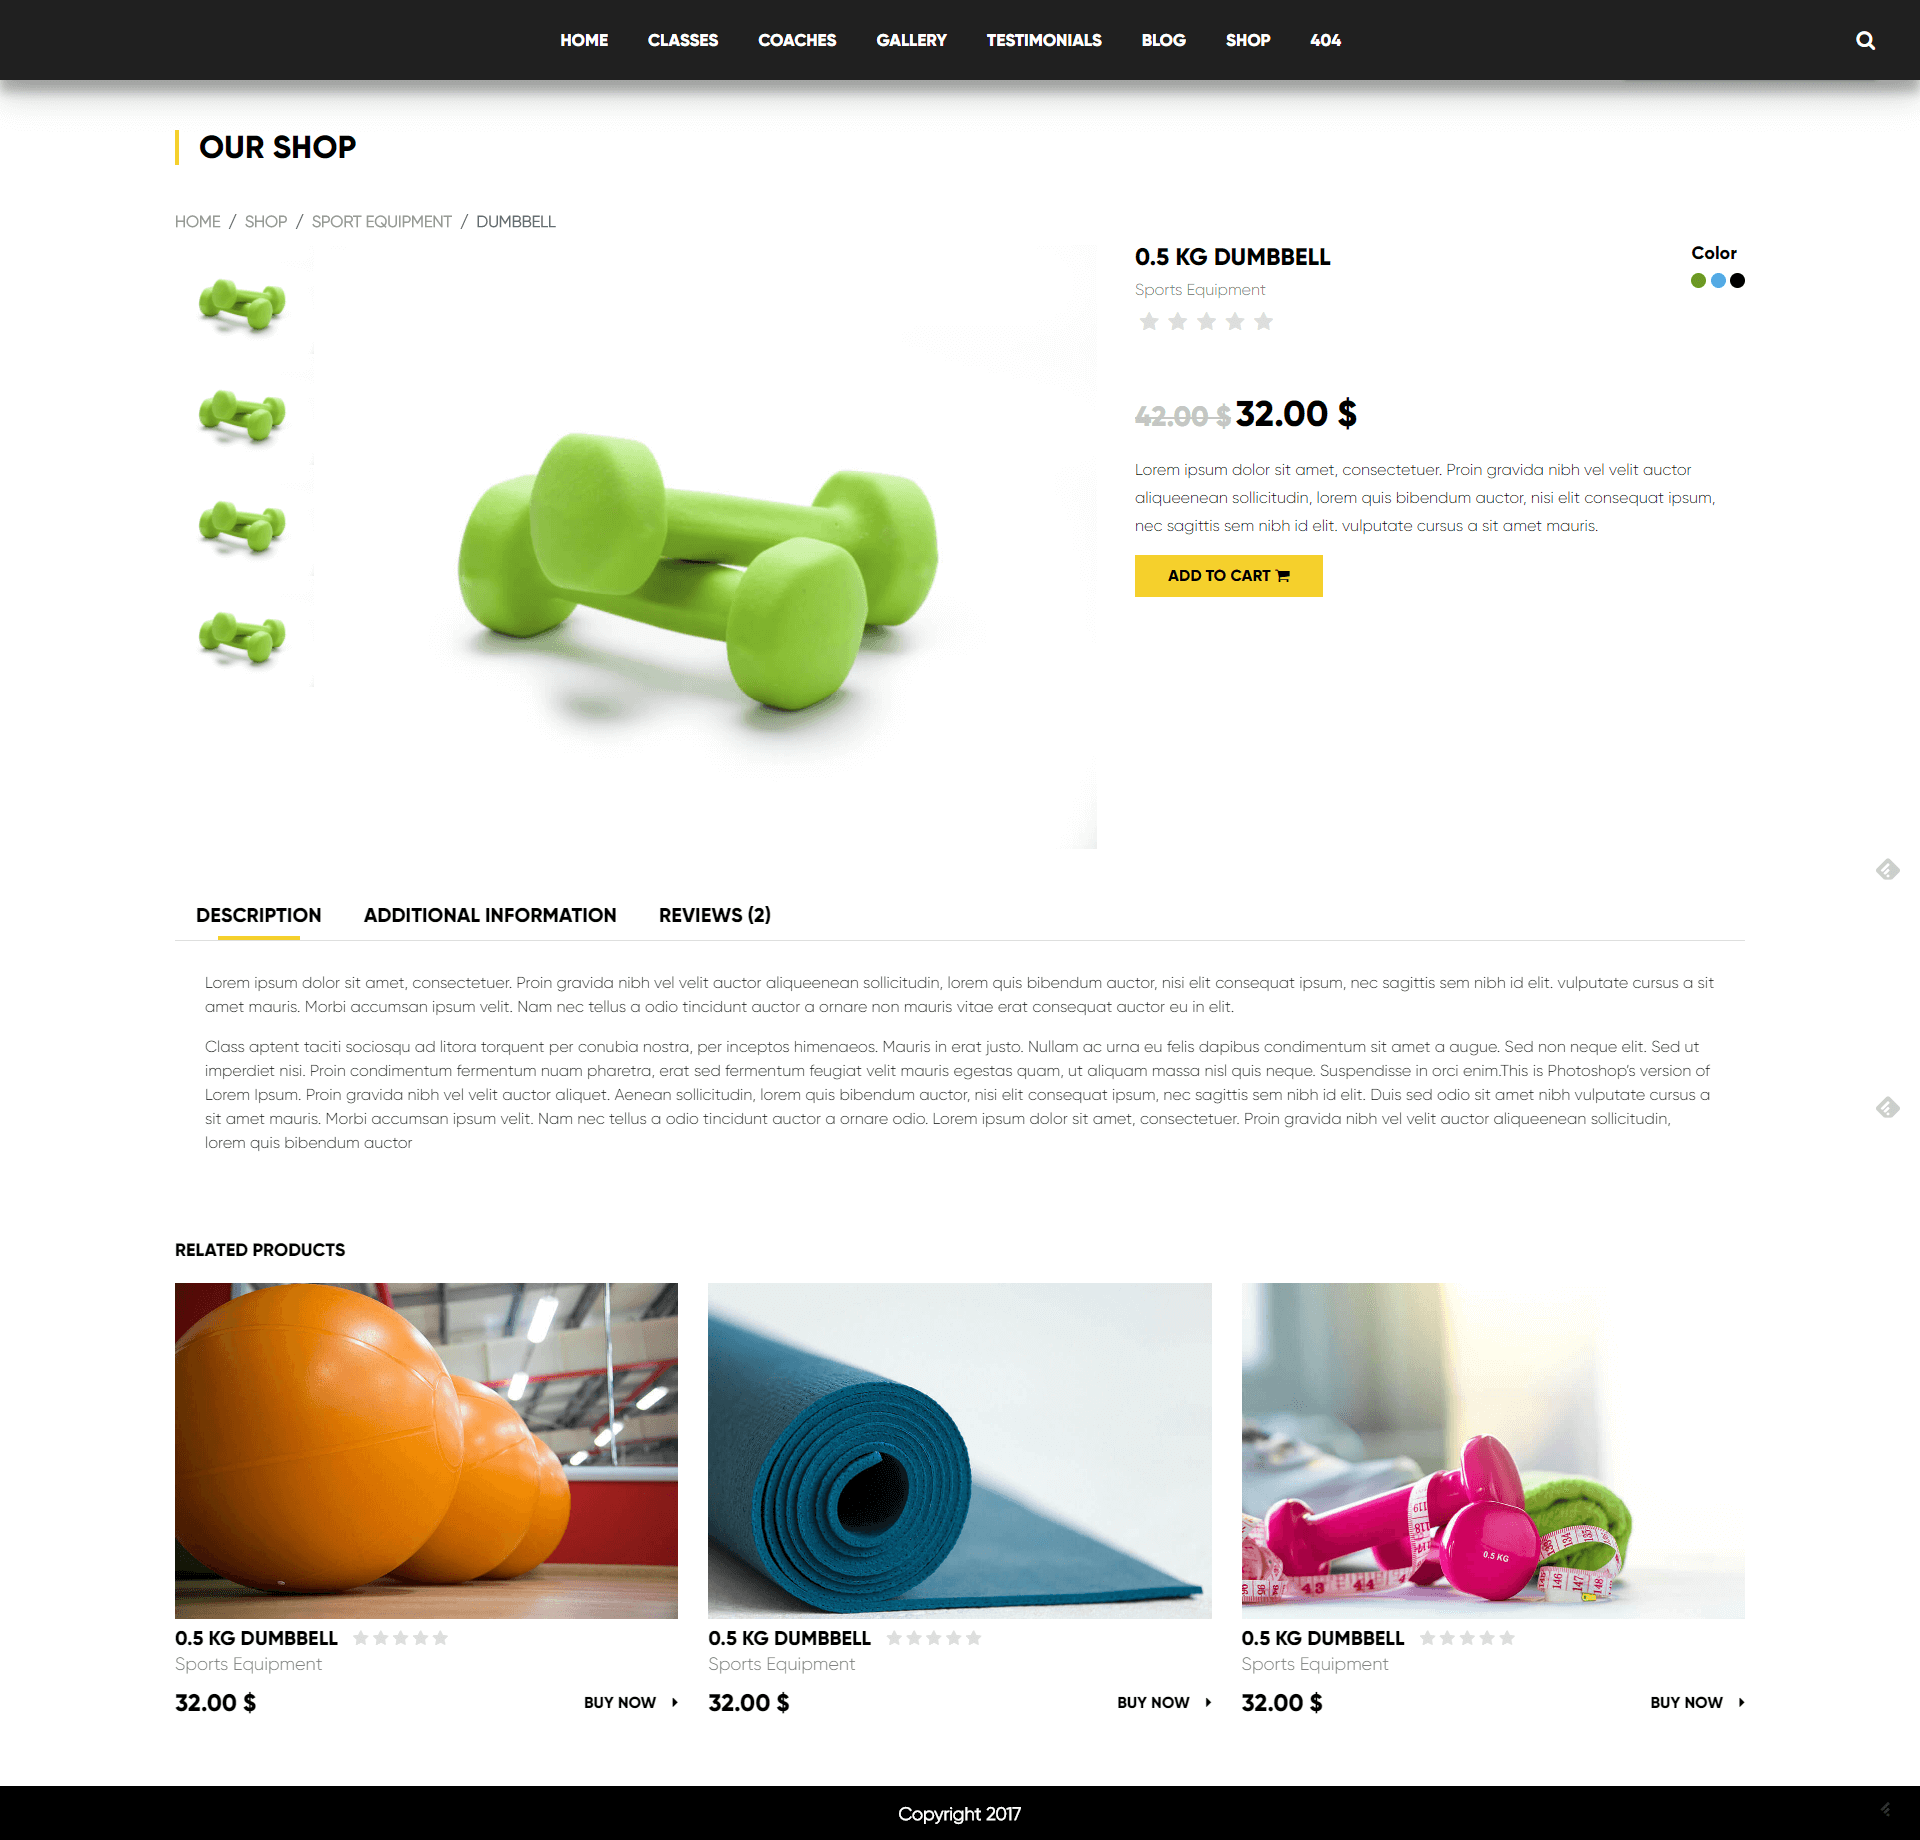 HOME CLASSES COACHES GALLERY TESTIMONIALS BLOG SHOP 404
OUR SHOP
HOME / SHOP / SPORT EQUIPMENT / DUMBBELL
0.5 KG DUMBBELL
Color
Sports Equipment
42.00 $ 32.00 $
Lorem ipsum dolor sit amet, consectetuer. Proin gravida nibh vel velit auctor
aliqueenean sollicitudin, lorem quis bibendum auctor, nisi elit consequat ipsum,
nec sagittis sem nibh id elit. vulputate cursus a sit amet mauris.
ADD TO CART
DESCRIPTION ADDITIONAL INFORMATION REVIEWS (2)
Lorem ipsum dolor sit amet, consectetuer. Proin gravida nibh vel velit auctor aliqueenean sollicitudin, lorem quis bibendum auctor, nisi elit consequat ipsum, nec sagittis sem nibh id elit. vulputate cursus a sit
amet mauris. Morbi accumsan ipsum velit. Nam nec tellus a odio tincidunt auctor a ornare non mauris vitae erat consequat auctor eu in elit.
Class aptent taciti sociosqu ad litora torquent per conubia nostra, per inceptos himenaeos. Mauris in erat justo. Nullam ac urna eu felis dapibus condimentum sit amet a augue. Sed non neque elit. Sed ut
imperdiet nisi. Proin condimentum fermentum nuam pharetra, erat sed fermentum feugiat velit mauris egestas quam, ut aliquam massa nisl quis neque. Suspendisse in orci enim.This is Photoshop's version of
Lorem Ipsum. Proin gravida nibh vel velit auctor aliquet. Aenean sollicitudin, lorem quis bibendum auctor, nisi elit consequat ipsum, nec sagittis sem nibh id elit. Duis sed odio sit amet nibh vulputate cursus a
sit amet mauris. Morbi accumsan ipsum velit. Nam nec tellus a odio tincidunt auctor a ornare odio. Lorem ipsum dolor sit amet, consectetuer. Proin gravida nibh vel velit auctor aliqueenean sollicitudin,
lorem quis bibendum auctor
RELATED PRODUCTS
119
118
0.5 KG
43 44
134
135
146
147
148
0.5 KG DUMBBELL 0.5 KG DUMBBELL 0.5 KG DUMBBELL
Sports Equipment Sports Equipment Sports Equipment
32.00 $ BUY NOW 32.00 $ BUY NOW 32.00 $ BUY NOW
Copyright 2017